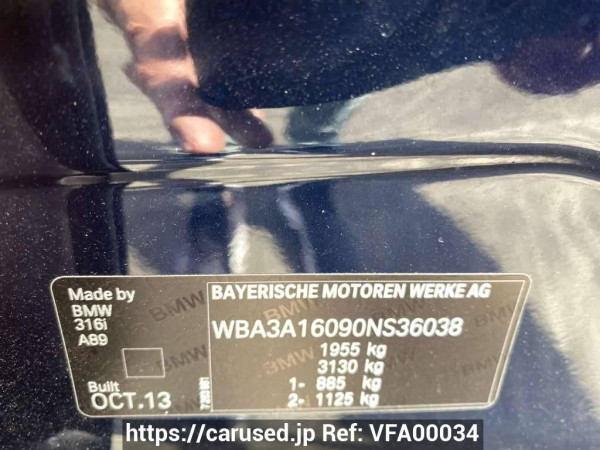 Made by
BMW
316i
A89
Built
OCT.13
BAYERISCHE MOTOREN WERKE AG
WBA3A16090NS36038
1955 kg
3130 kg
1- 885 kg
2- 1125 kg
https://carused.jp Ref: VFA00034